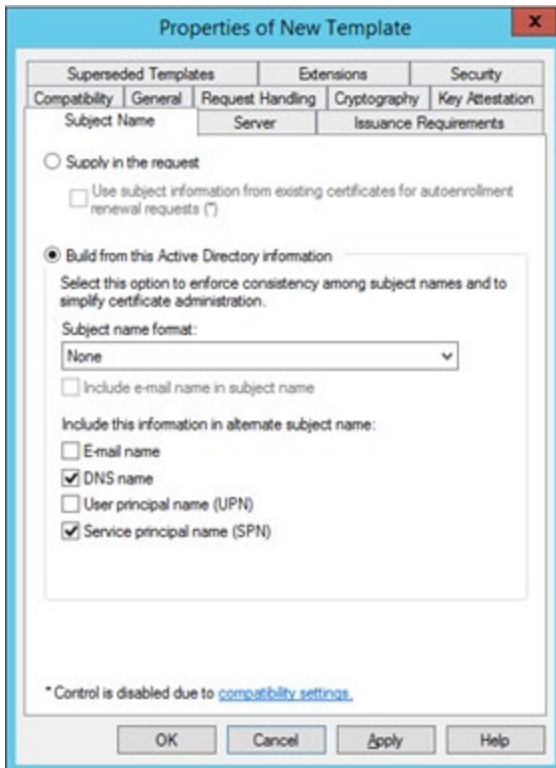 Properties of New Template
x
Superseded Templates Extensions Security
Compatibility General Request Handling Cryptography Key Attestation
Subject Name Server Issuance Requirements
Supply in the request
Use subject information from existing certificates for autoenrollment
renewal requests (*)
Build from this Active Directory information
Select this option to enforce consistency among subject names and to
simplify certificate administration.
Subject name format:
None
Include e-mail name in subject name
Include this information in alternate subject name:
E-mail name
DNS name
User principal name (UPN)
Service principal name (SPN)
* Control is disabled due to compatibility settings.
OK Cancel Apply Help